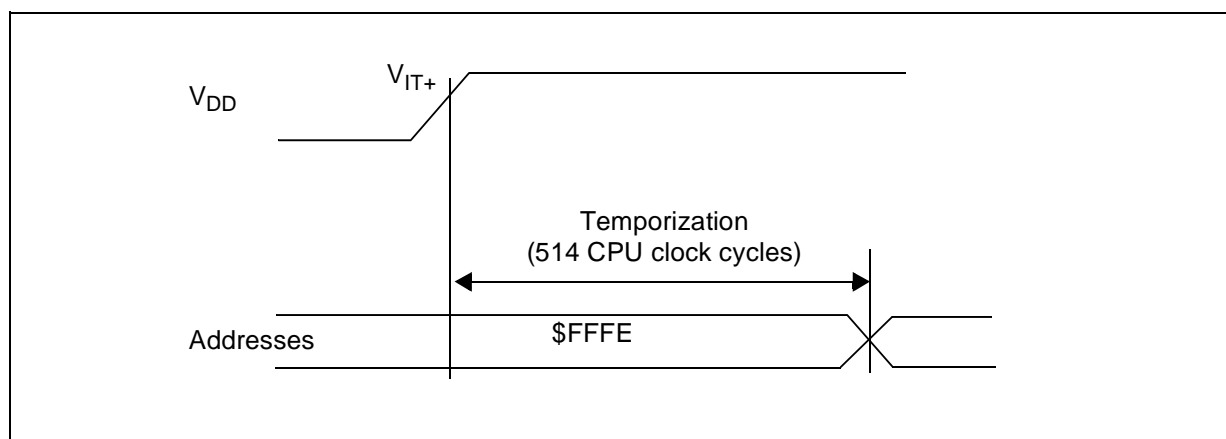 V_IT+
V_DD
Temporization
(514 CPU clock cycles)
Addresses
$FFFE